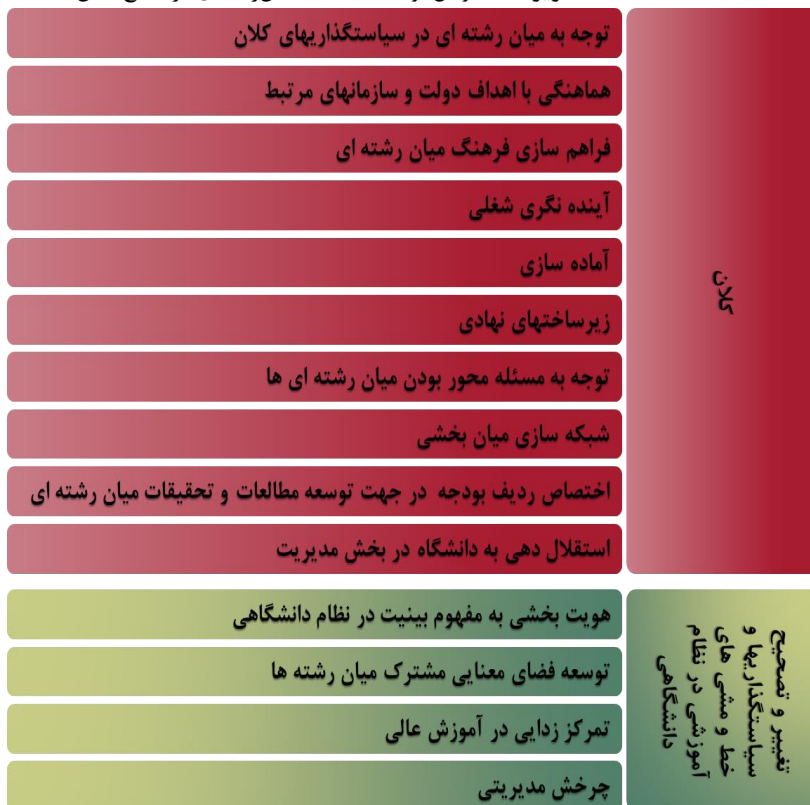 توجه به میان رشته ای در سیاستگذاریهای کلان
هماهنگی با اهداف دولت و سازمانهای مرتبط
فراهم سازی فرهنگ میان رشته ای
آینده نگری شغلی
آماده سازی
زیرساختهای نهادی
توجه به مسئله محور بودن میان رشته ای ها
شبکه سازی میان بخشی
اختصاص ردیف بودجه در جهت توسعه مطالعات و تحقیقات میان رشته ای
استقلال دهی به دانشگاه در بخش مدیریت
کلان
هویت بخشی به مفهوم بینیت در نظام دانشگاهی
توسعه فضای معنایی مشترک میان رشته ها
تمرکز زدایی در آموزش عالی
چرخش مدیریتی
تغییر و تصحیح
سیاستگذاریها و
خط و مشی های
آموزشی در نظام
دانشگاهی